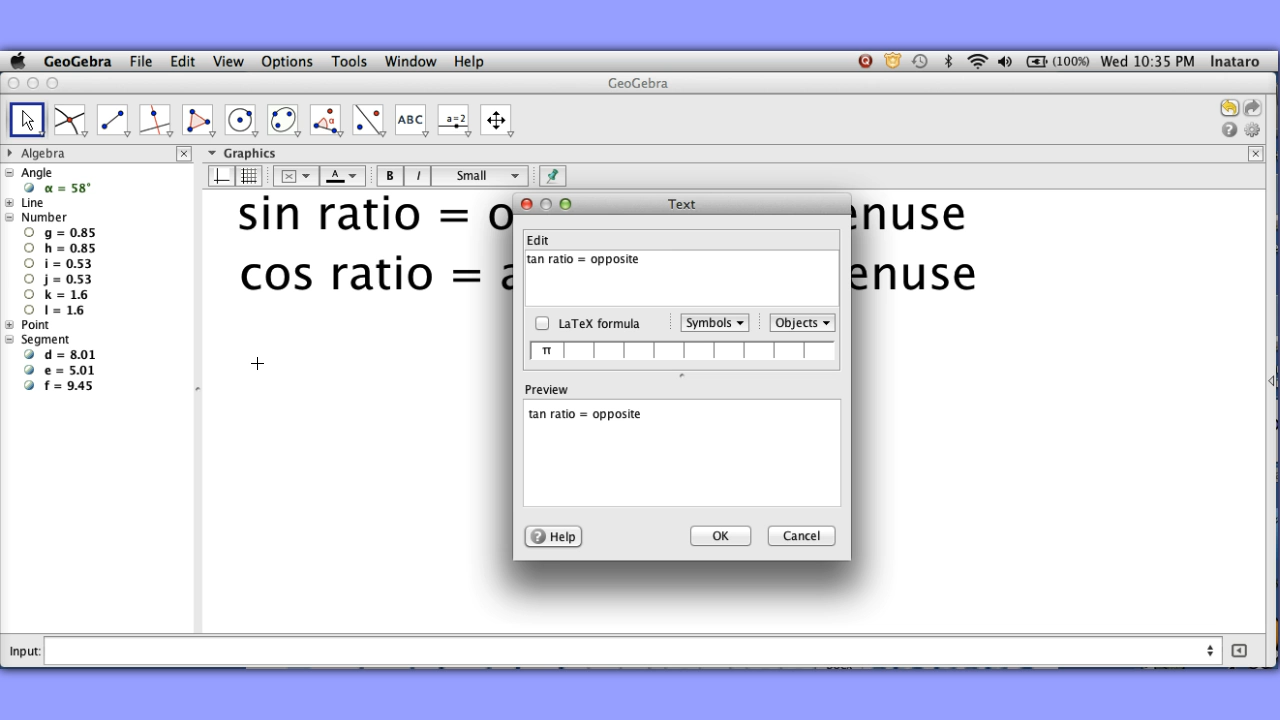 GeoGebra File Edit View Options Tools Window Help (100%) Wed 10:35 PM Inataro
GeoGebra
ABC a=2
Algebra
Graphics
B I Small
Angle
α = 58°
Line
Number
g = 0.85
h = 0.85
i = 0.53
j = 0.53
k = 1.6
l = 1.6
Point
Segment
d = 8.01
e = 5.01
f = 9.45
sin ratio = o enuse
cos ratio = a enuse
Text
Edit
tan ratio = opposite
LaTeX formula Symbols Objects
π
Preview
tan ratio = opposite
Help OK Cancel
Input: